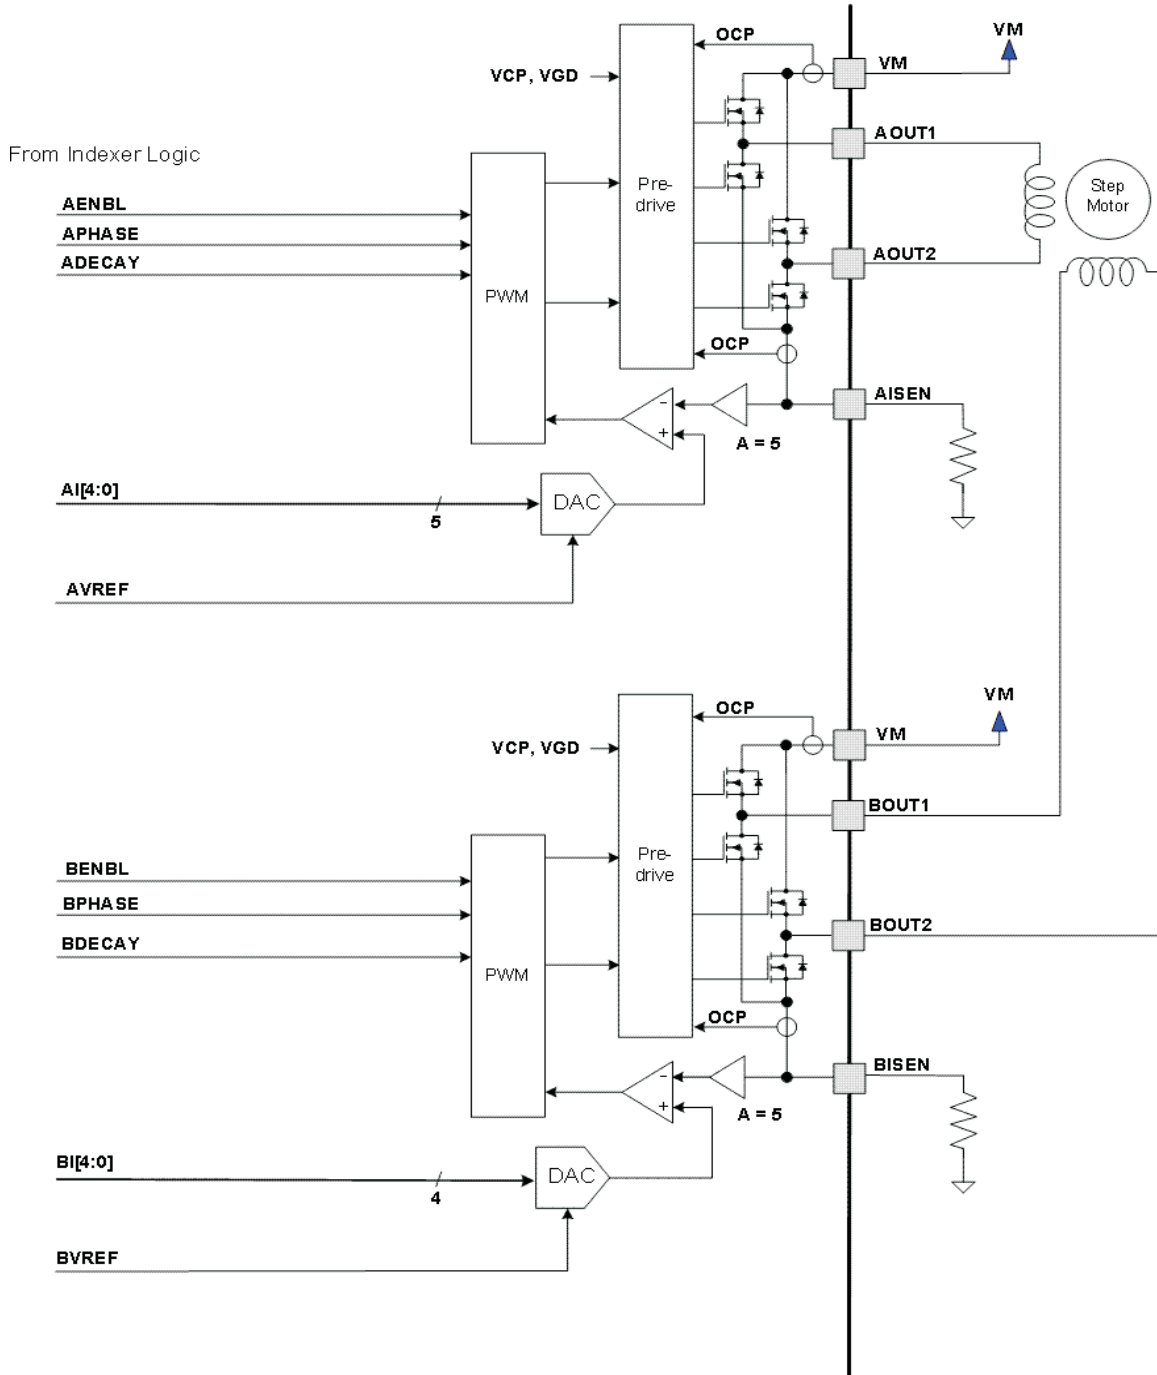 OCP
VM
VM
VCP, VGD
AOUT1
From Indexer Logic
Pre-
drive
Step
Motor
AENBL
APHASE
ADECAY
AOUT2
PWM
OCP
AISEN
-
+
A = 5
AI[4:0]
5
DAC
AVREF
OCP
VM
VM
VCP, VGD
BOUT1
Pre-
drive
BENBL
BPHASE
BDECAY
BOUT2
PWM
OCP
BISEN
-
+
A = 5
BI[4:0]
4
DAC
BVREF